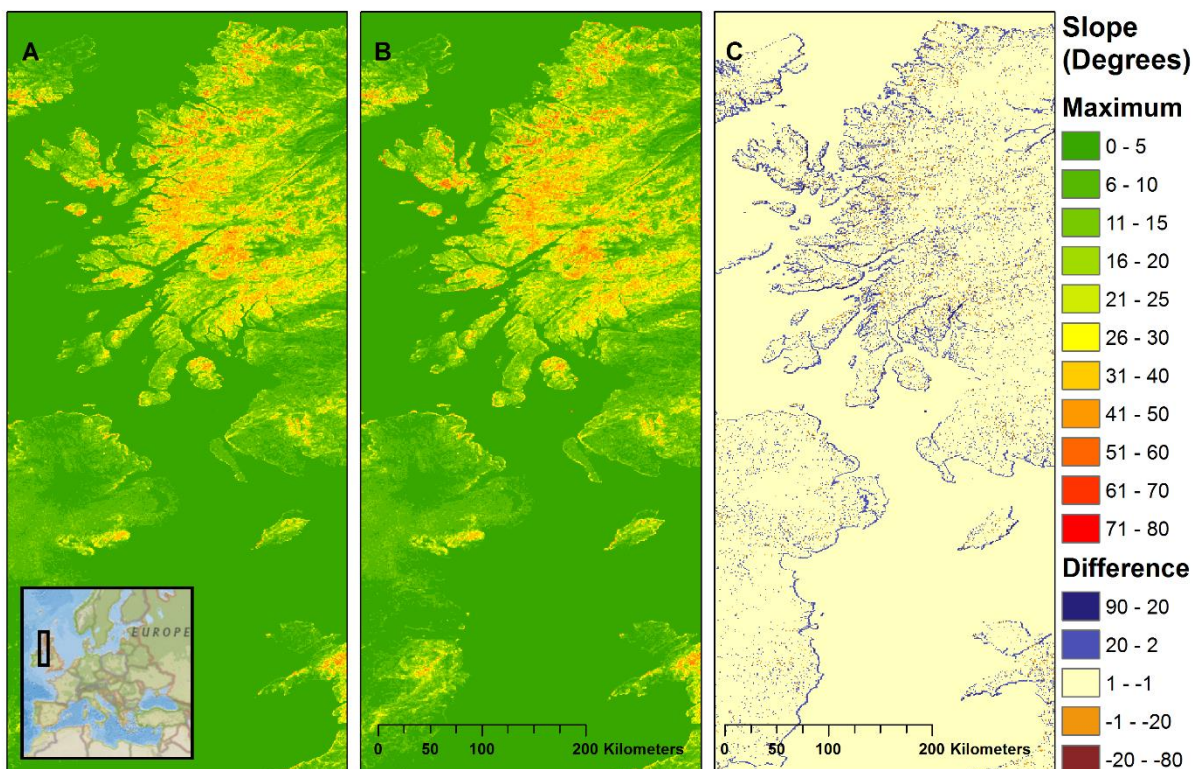 A
B
C
EUROPE
0 50 100 200 Kilometers
0 50 100 200 Kilometers
Slope
(Degrees)
Maximum
0 - 5
6 - 10
11 - 15
16 - 20
21 - 25
26 - 30
31 - 40
41 - 50
51 - 60
61 - 70
71 - 80
Difference
90 - 20
20 - 2
1 - -1
-1 - -20
-20 - -80